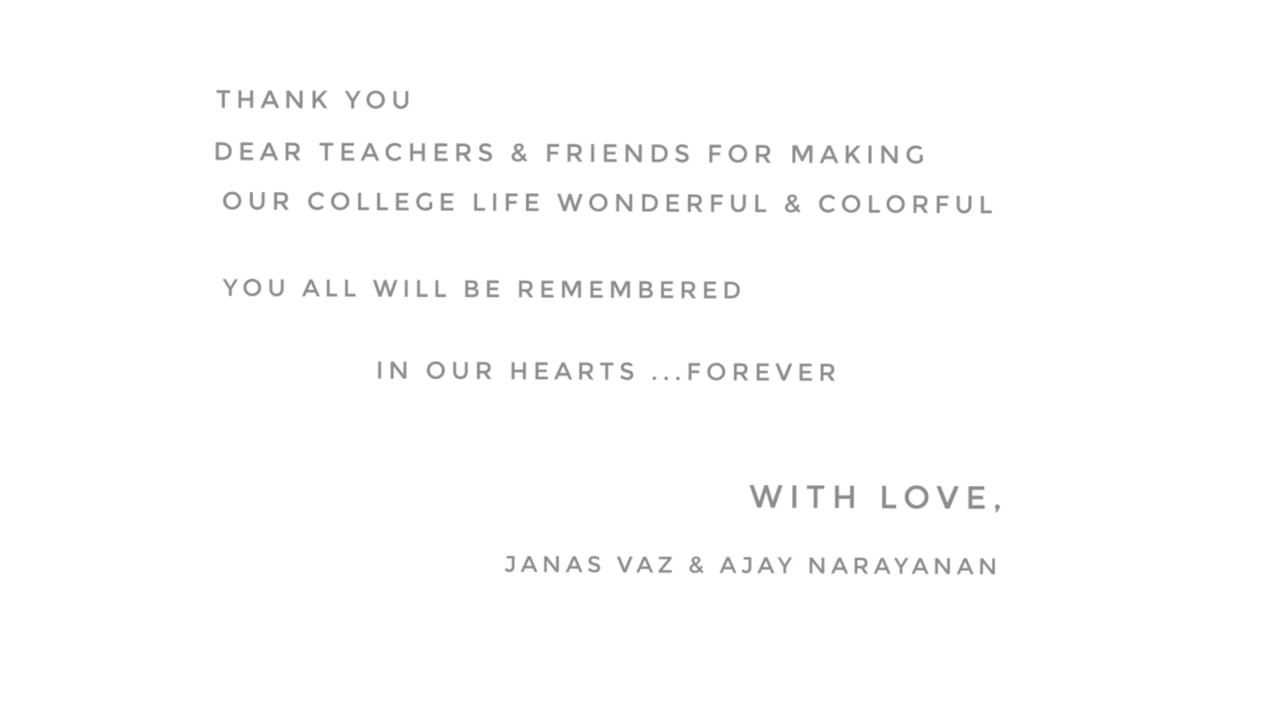 THANK YOU
DEAR TEACHERS & FRIENDS FOR MAKING
OUR COLLEGE LIFE WONDERFUL & COLORFUL
YOU ALL WILL BE REMEMBERED
IN OUR HEARTS ...FOREVER
WITH LOVE,
JANAS VAZ & AJAY NARAYANAN